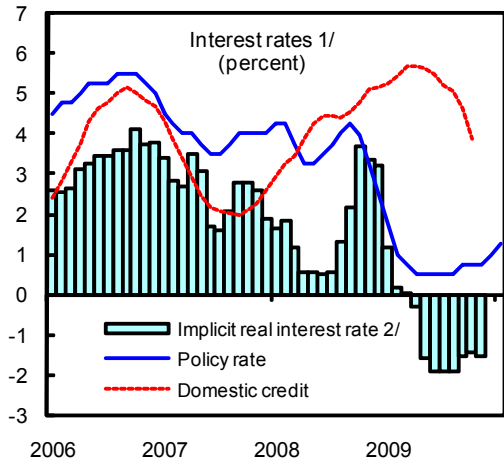 Interest rates 1/
(percent)
7
6
5
4
3
2
1
0
-1
-2
-3
Implicit real interest rate 2/
Policy rate
Domestic credit
2006 2007 2008 2009